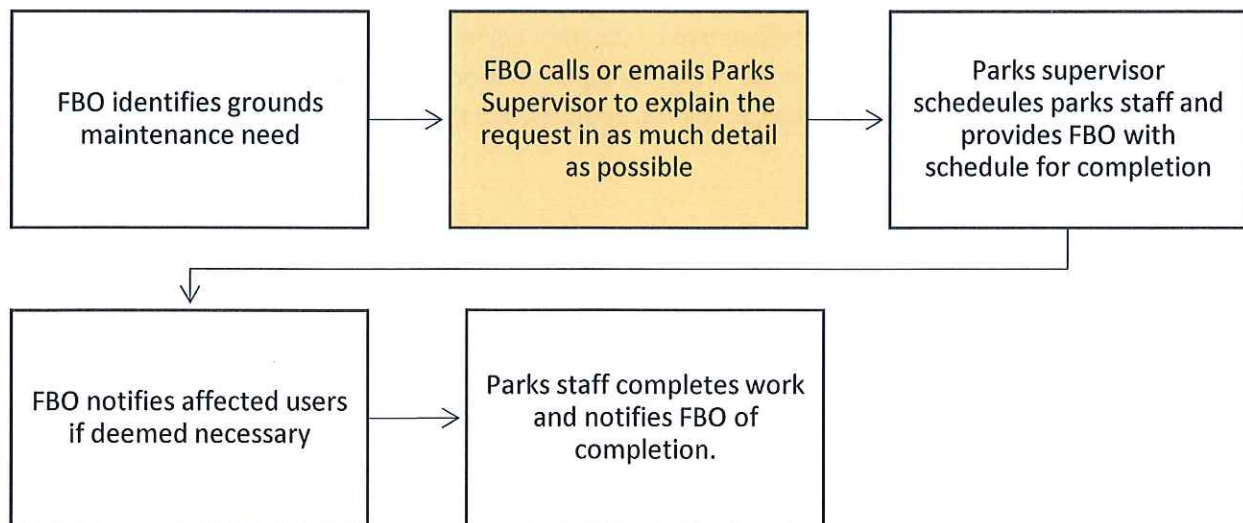 FBO identifies grounds
maintenance need
FBO calls or emails Parks
Supervisor to explain the
request in as much detail
as possible
Parks supervisor
schedeules parks staff and
provides FBO with
schedule for completion
FBO notifies affected users
if deemed necessary
Parks staff completes work
and notifies FBO of
completion.